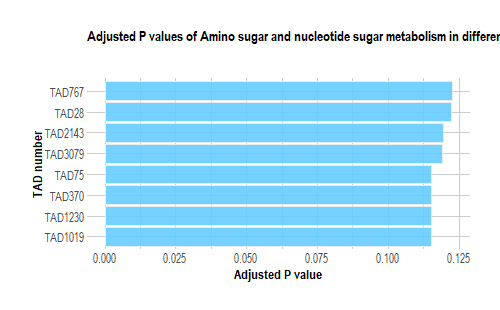 Adjusted P values of Amino sugar and nucleotide sugar metabolism in differen
TAD767
TAD28
TAD2143
TAD3079
TAD75
TAD370
TAD1230
TAD1019
TAD number
0.000 0.025 0.050 0.075 0.100 0.125
Adjusted P value